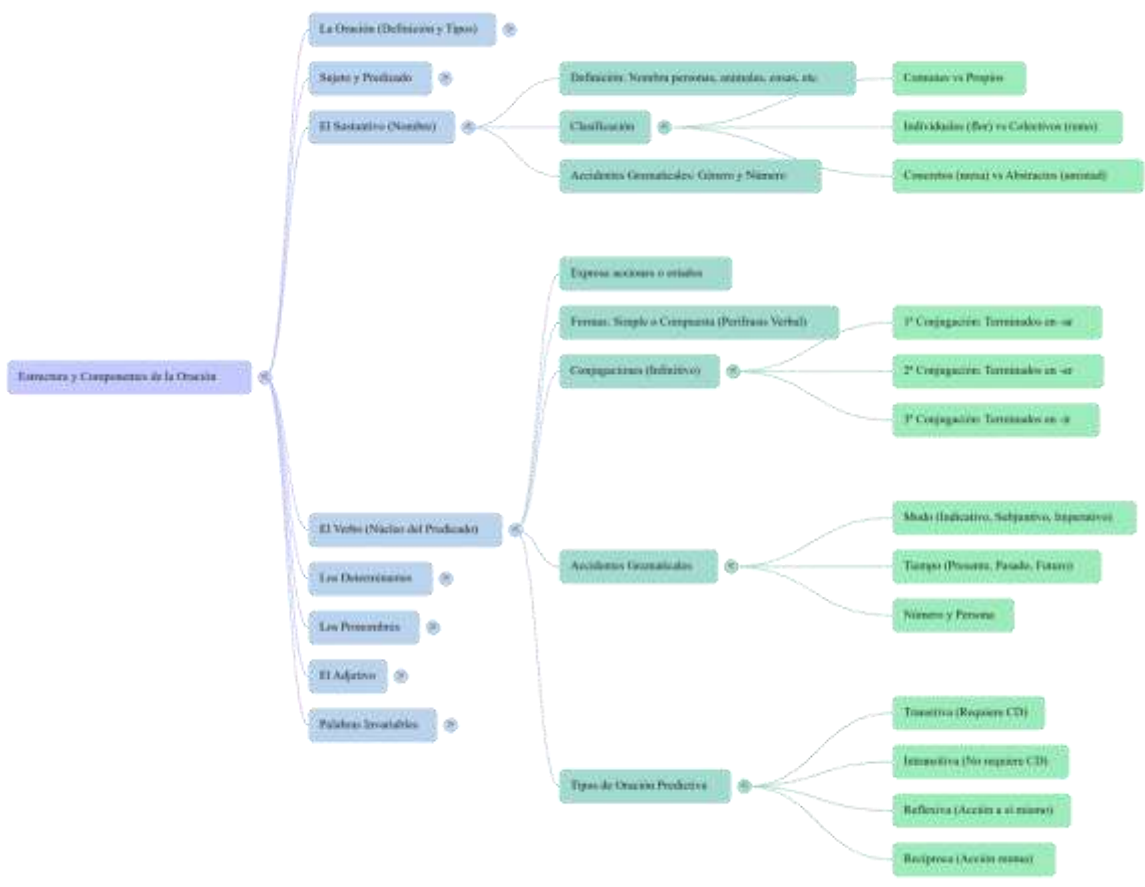 Estructura y Componentes de la Oración
La Oración (Definición y Tipos)
Sujeto y Predicado
El Sustantivo (Nombre)
Definición: Nombra personas, animales, cosas, etc
Clasificación
Comunes vs Propios
Individuales (flor) vs Colectivos (ramo)
Concretos (mesa) vs Abstractos (amistad)
Accidentes Gramaticales: Género y Número
El Verbo (Núcleo del Predicado)
Expresa acciones o estados
Formas: Simple o Compuesta (Perífrasis Verbal)
Conjugaciones (Infinitivo)
1ª Conjugación: Terminados en -ar
2ª Conjugación: Terminados en -er
3ª Conjugación: Terminados en -ir
Accidentes Gramaticales
Modo (Indicativo, Subjuntivo, Imperativo)
Tiempo (Presente, Pasado, Futuro)
Número y Persona
Tipos de Oración Predictiva
Transitiva (Requiere CD)
Intransitiva (No requiere CD)
Reflexiva (Acción a sí mismo)
Recíproca (Acción mutua)
Los Determinantes
Los Pronombres
El Adjetivo
Palabras Invariables